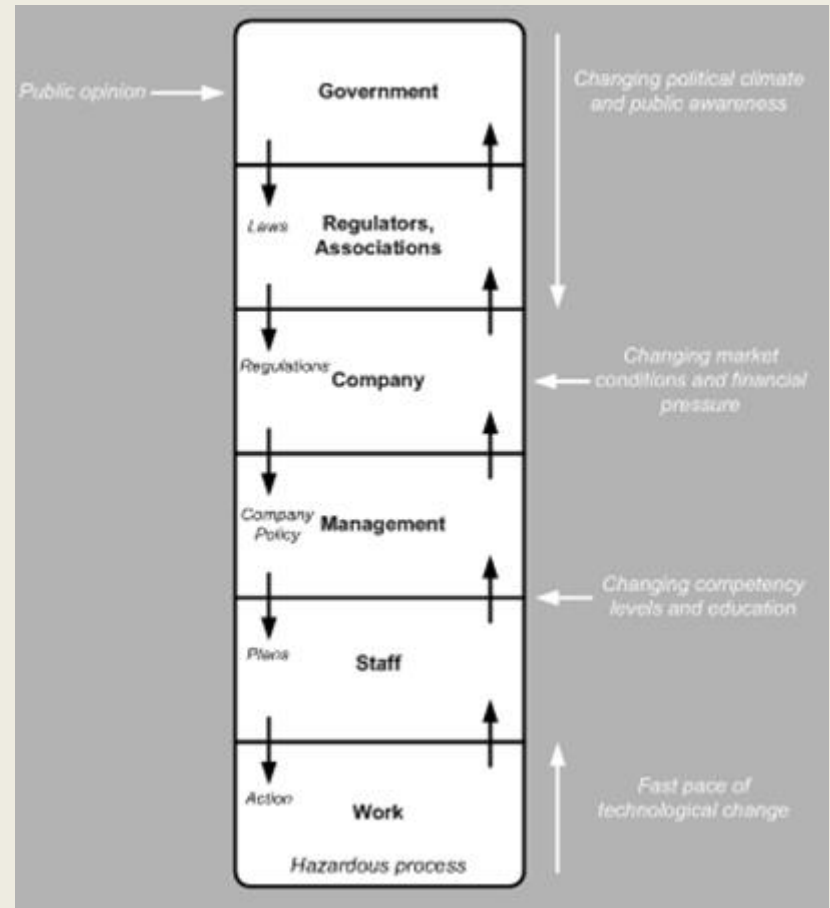 Public opinion
Government
Changing political climate
and public awareness
Laws
Regulators,
Associations
Regulations
Company
Changing market
conditions and financial
pressure
Company
Policy
Management
Changing competency
levels and education
Plans
Staff
Action
Work
Fast pace of
technological change
Hazardous process